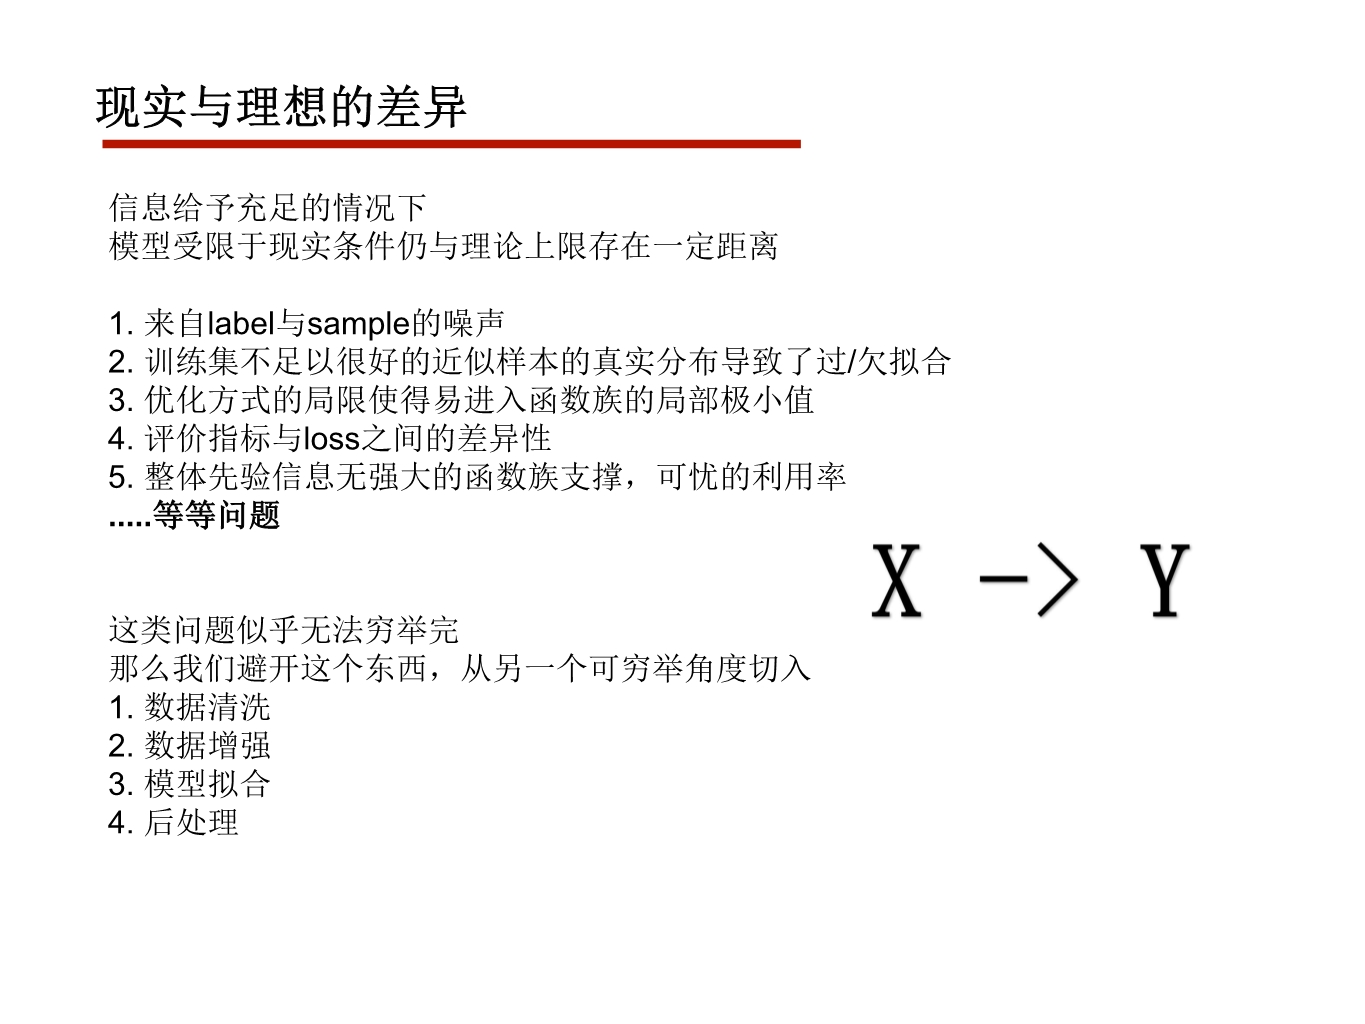 现实与理想的差异
信息给予充足的情况下
模型受限于现实条件仍与理论上限存在一定距离
1. 来自label与sample的噪声
2. 训练集不足以很好的近似样本的真实分布导致了过/欠拟合
3. 优化方式的局限使得易进入函数族的局部极小值
4. 评价指标与loss之间的差异性
5. 整体先验信息无强大的函数族支撑，可忧的利用率
.....等等问题
X -> Y
这类问题似乎无法穷举完
那么我们避开这个东西，从另一个可穷举角度切入
1. 数据清洗
2. 数据增强
3. 模型拟合
4. 后处理